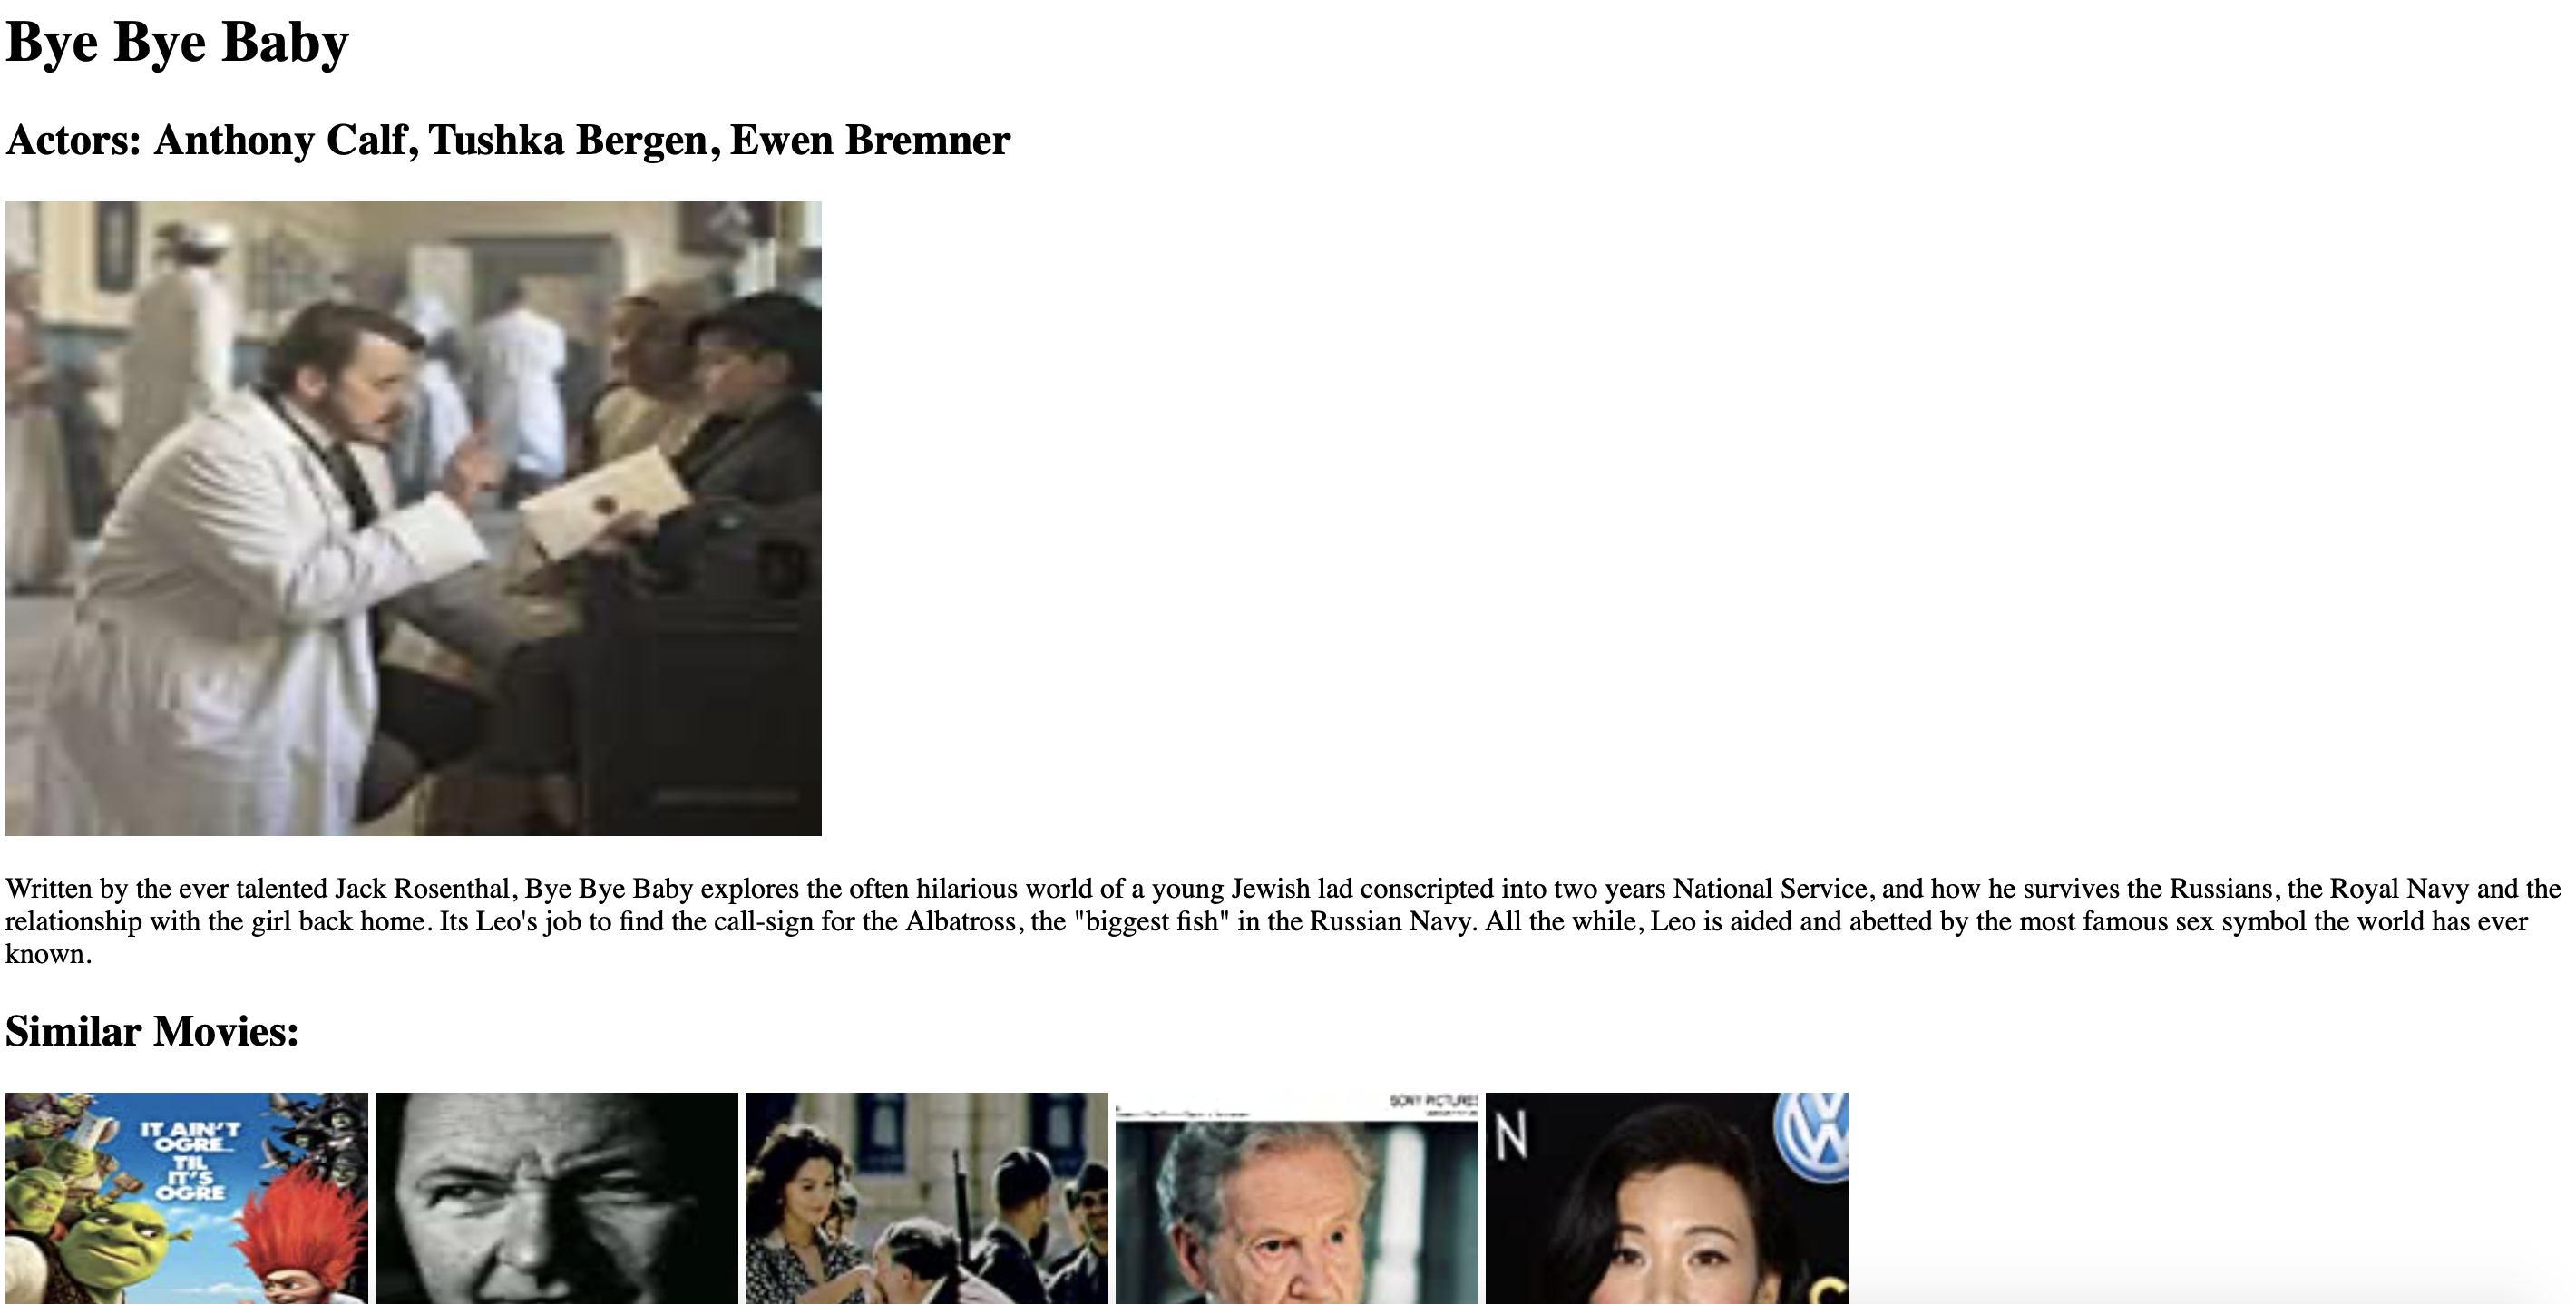 Bye Bye Baby
Actors: Anthony Calf, Tushka Bergen, Ewen Bremner
Written by the ever talented Jack Rosenthal, Bye Bye Baby explores the often hilarious world of a young Jewish lad conscripted into two years National Service, and how he survives the Russians, the Royal Navy and the
relationship with the girl back home. Its Leo's job to find the call-sign for the Albatross, the "biggest fish" in the Russian Navy. All the while, Leo is aided and abetted by the most famous sex symbol the world has ever
known.
Similar Movies:
IT AIN'T
OGRE
TIL
IT'S
OGRE
SONY PICTURES
N